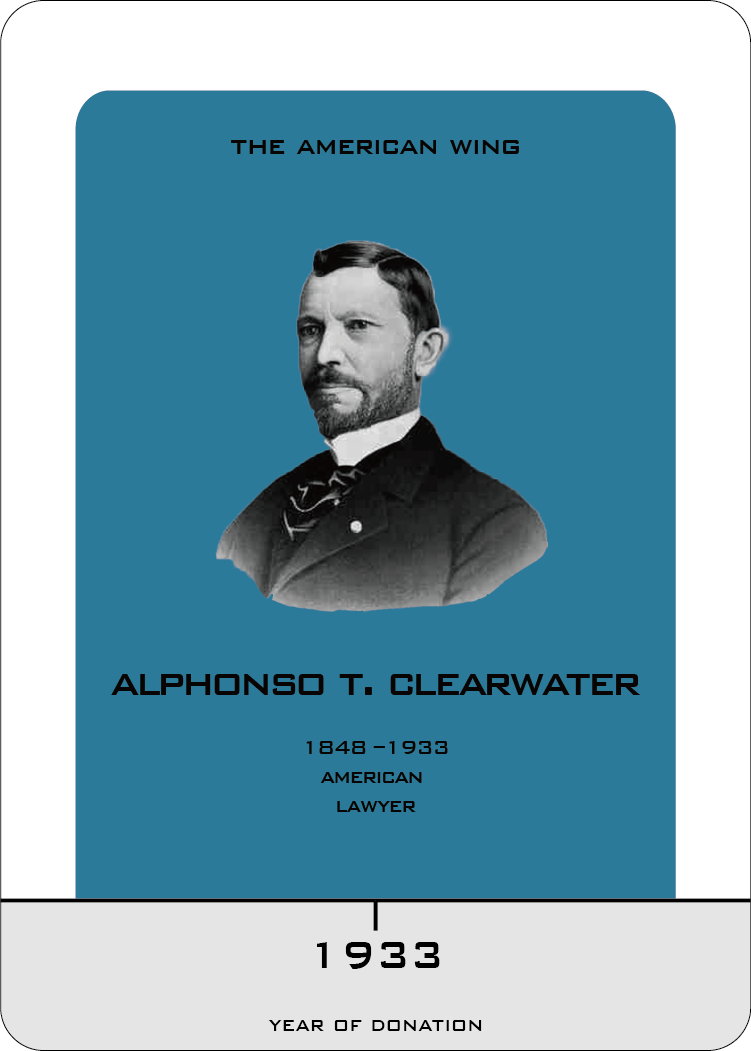 THE AMERICAN WING
ALPHONSO T. CLEARWATER
1848 –1933
AMERICAN
LAWYER
1933
YEAR OF DONATION